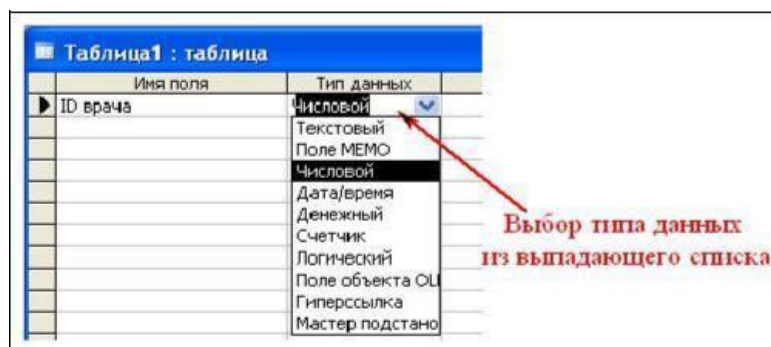 Таблица1 : таблица
Имя поля Тип данных
ID врача Числовой
Текстовый
Поле MEMO
Числовой
Дата/время
Денежный
Счетчик
Логический
Поле объекта OLI
Гиперссылка
Мастер подстано
Выбор типа данных
из выпадающего списка